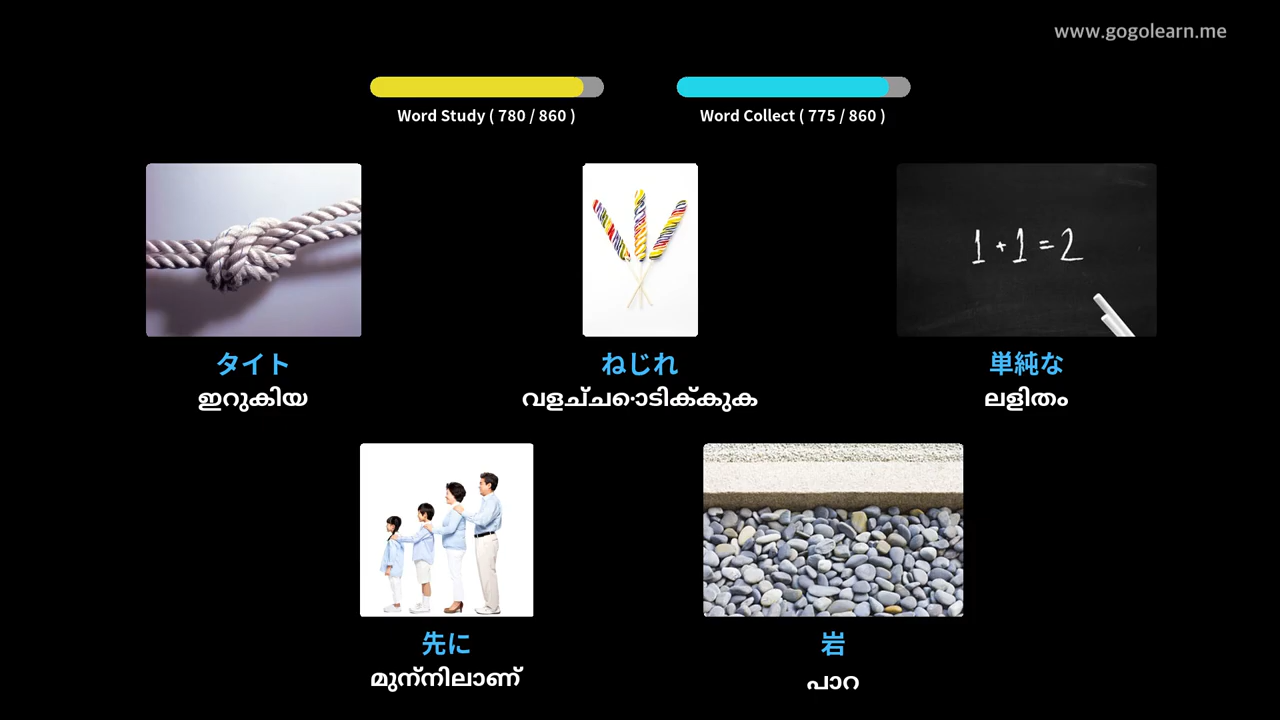 www.gogolearn.me
Word Study ( 780 / 860 )
Word Collect ( 775 / 860 )
1 + 1 = 2
タイト
ഇറുകിയ
ねじれ
വളച്ചൊടിക്കുക
単純な
ലളിതം
先に
മുന്നിലാണ്
岩
പാറ